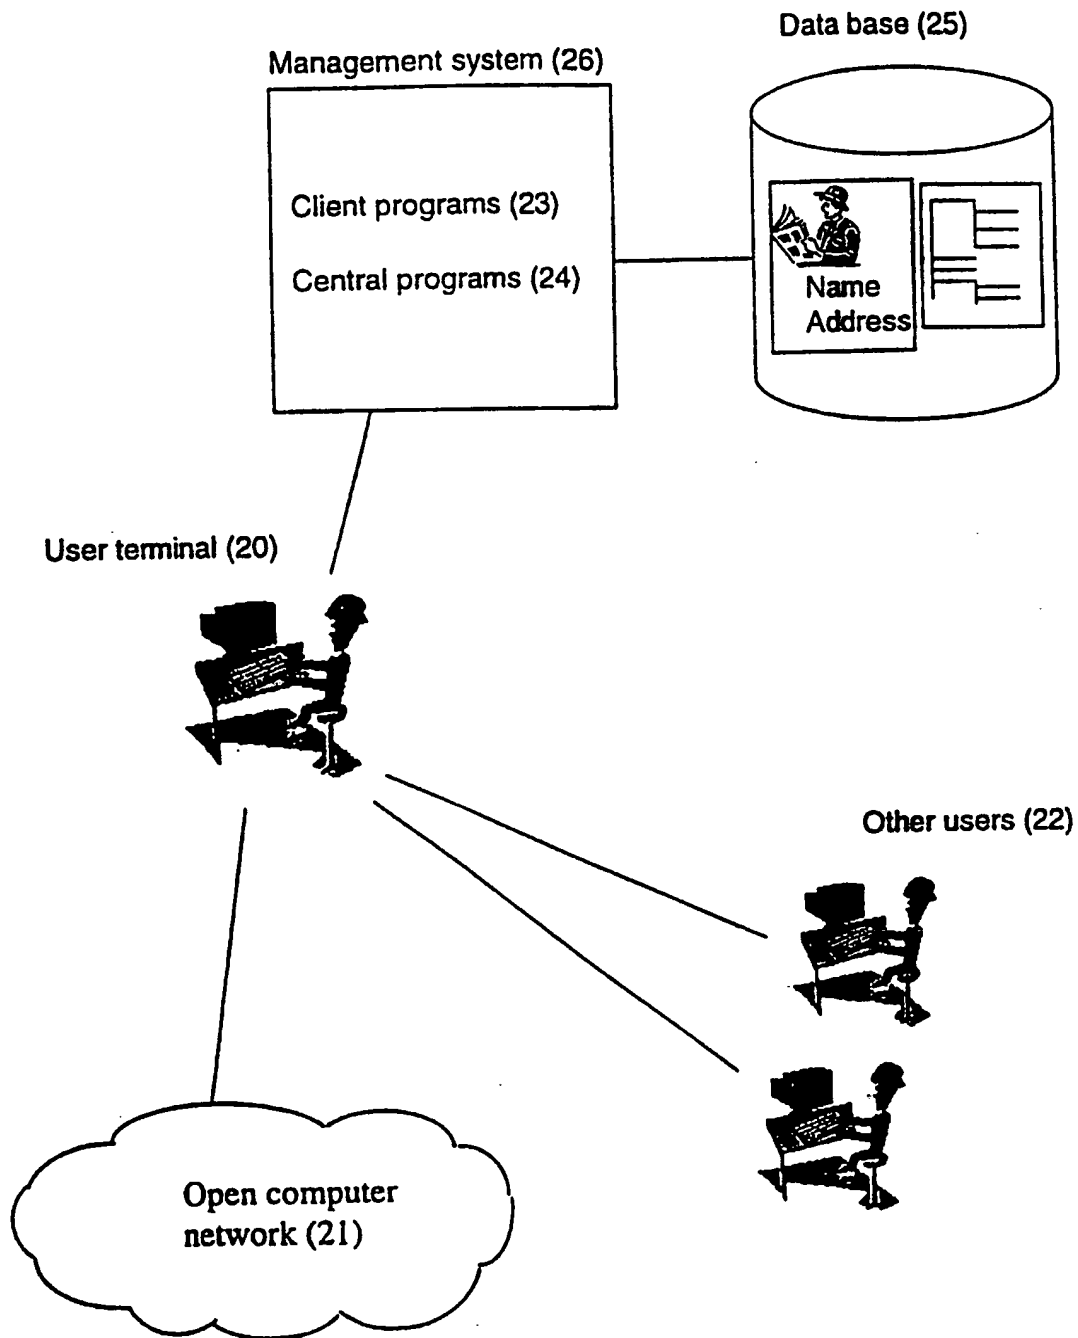 Data base (25)
Management system (26)
Client programs (23)
Central programs (24)
Name
Address
User terminal (20)
Other users (22)
Open computer
network (21)